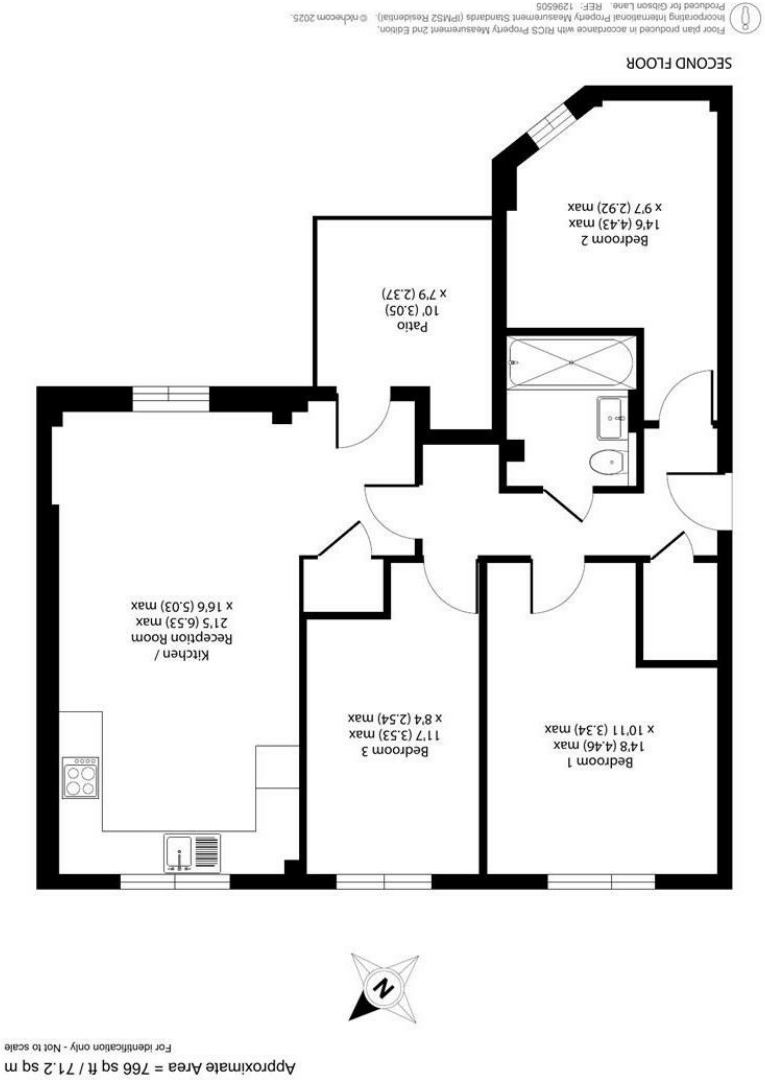 Approximate Area = 766 sq ft / 71.2 sq m
For identification only - Not to scale
N
Bedroom 1
14'8 (4.46) max
x 10'11 (3.34) max
Bedroom 3
11'7 (3.53) max
x 8'4 (2.54) max
Kitchen /
Reception Room
21'5 (6.53) max
x 16'6 (5.03) max
Patio
10' (3.05)
x 7'9 (2.37)
Bedroom 2
14'6 (4.43) max
x 9'7 (2.92) max
SECOND FLOOR
Floor plan produced in accordance with RICS Property Measurement 2nd Edition,
Incorporating International Property Measurement Standards (IPMS2 Residential). © nichecom 2025.
Produced for Gibson Lane. REF: 1296505